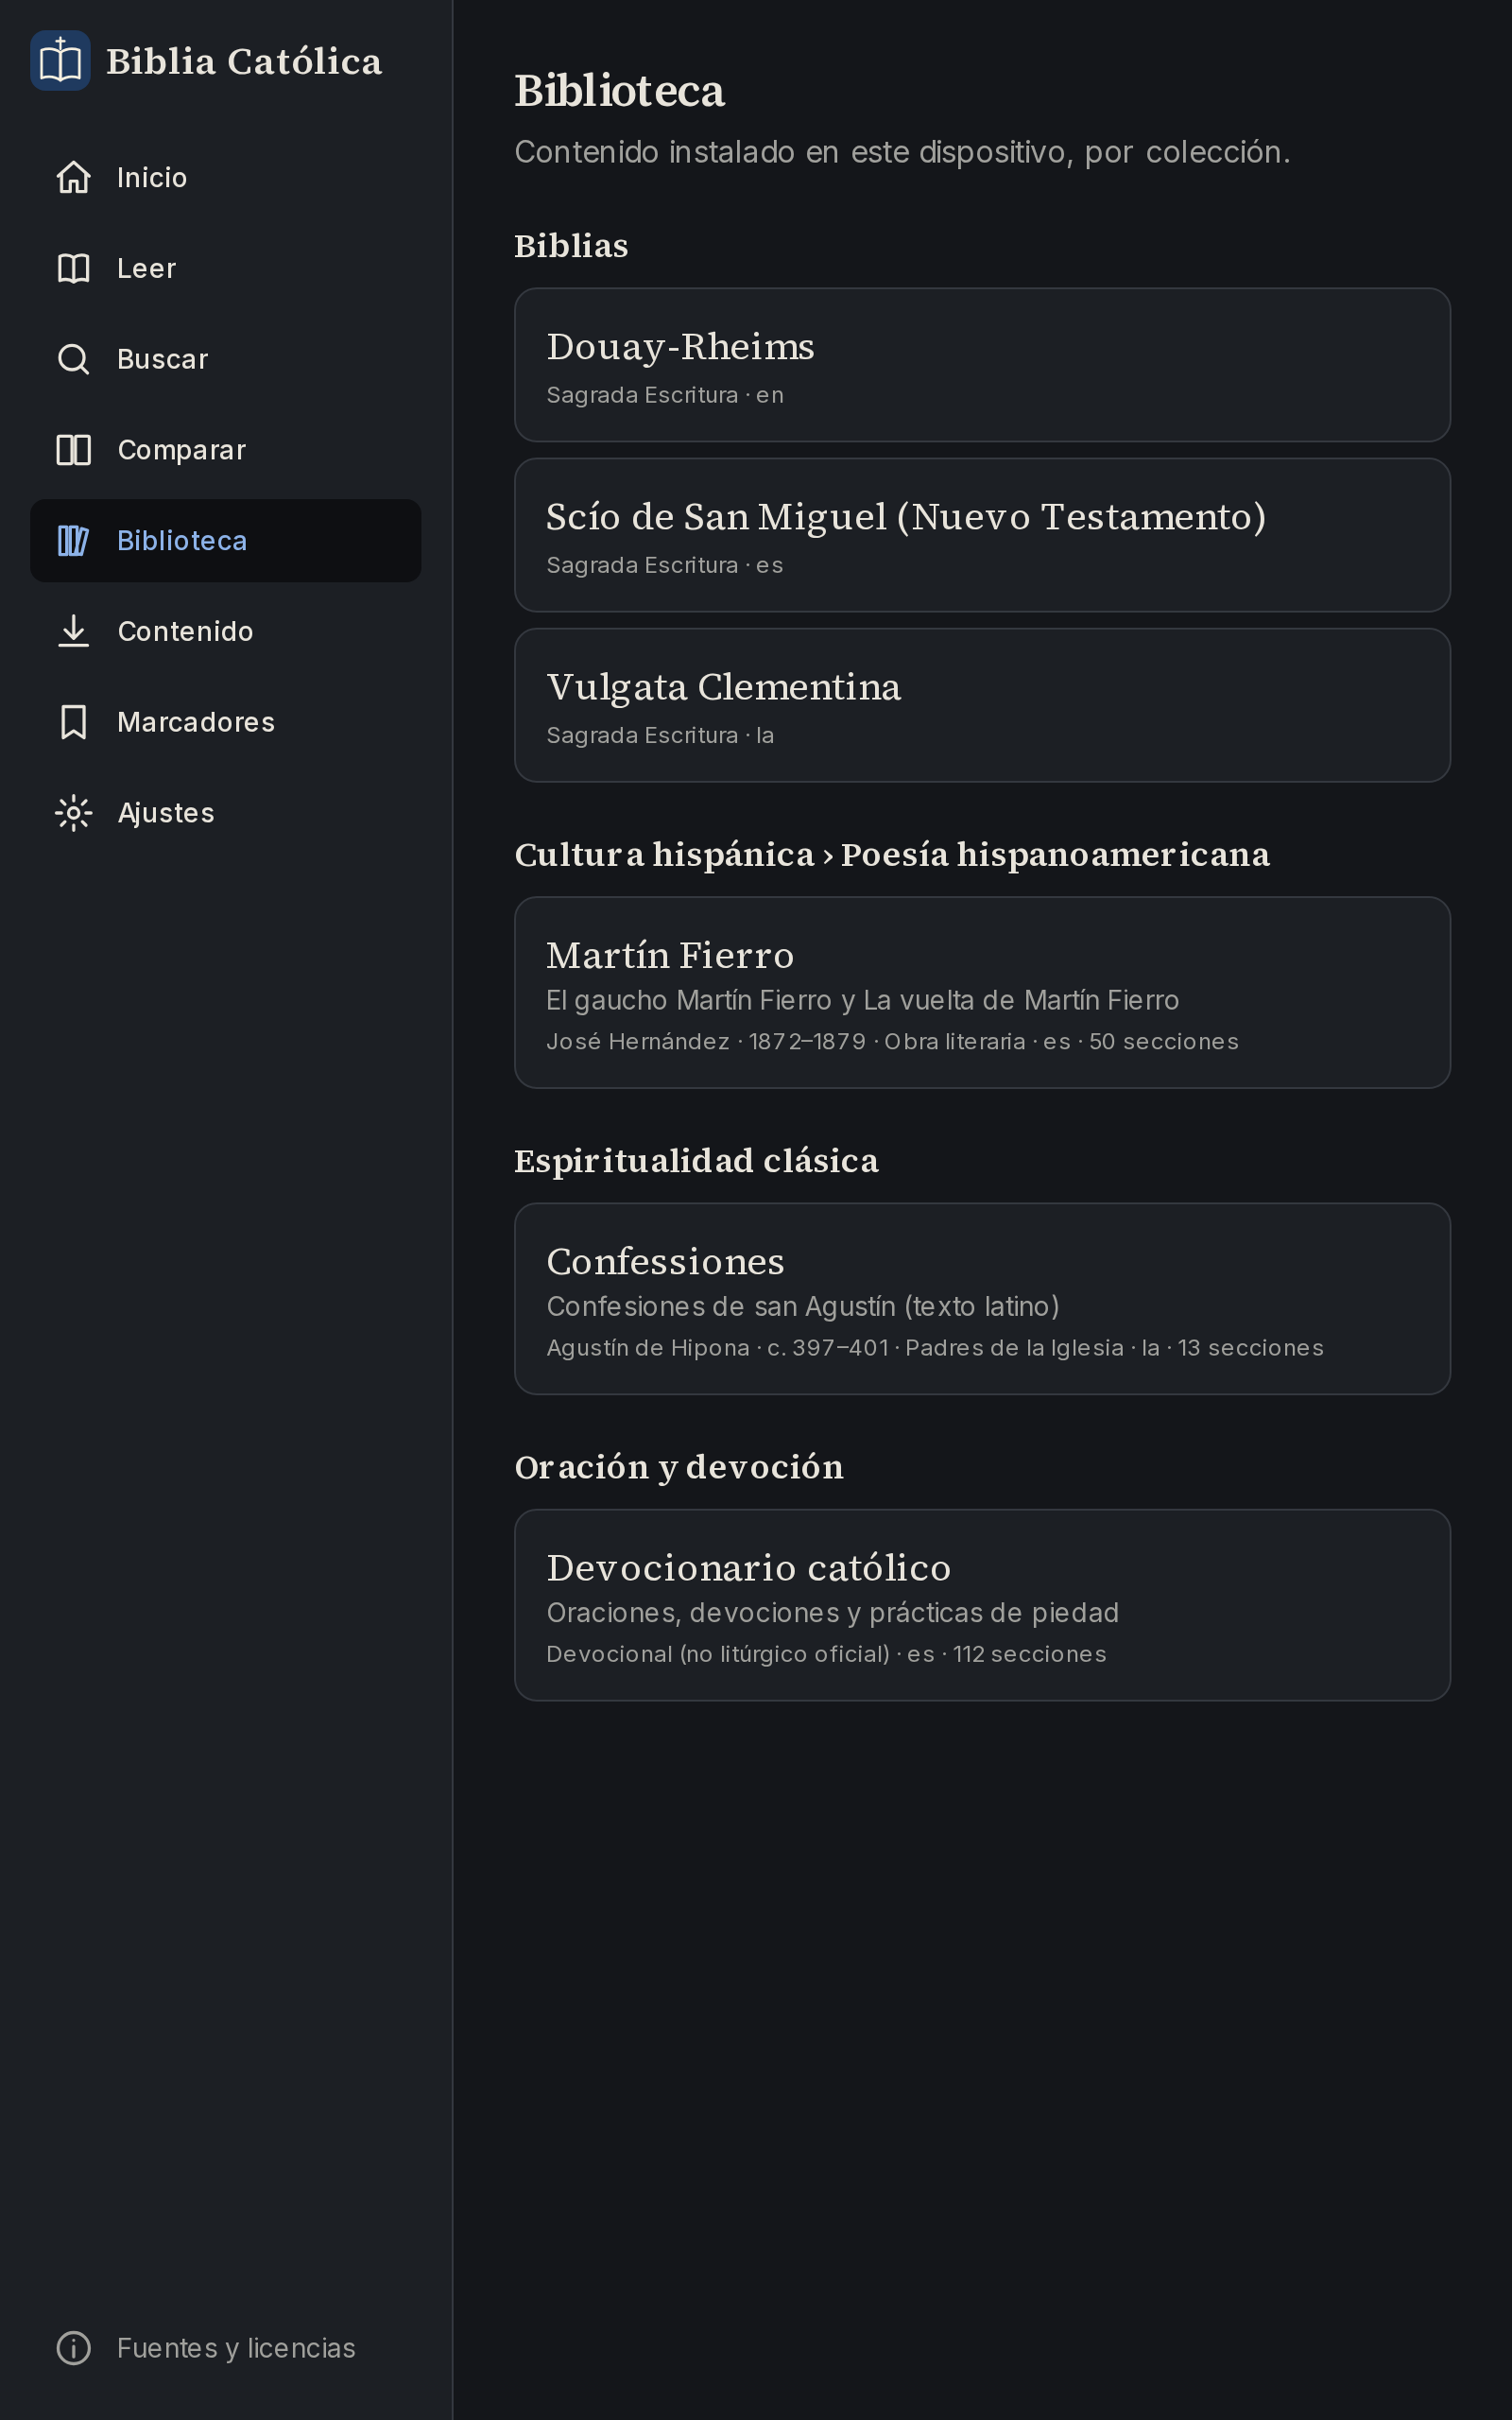 Biblia Católica
Inicio
Leer
Buscar
Comparar
Biblioteca
Contenido
Marcadores
Ajustes
Fuentes y licencias
Biblioteca
Contenido instalado en este dispositivo, por colección.
Biblias
Douay-Rheims
Sagrada Escritura · en
Scío de San Miguel (Nuevo Testamento)
Sagrada Escritura · es
Vulgata Clementina
Sagrada Escritura · la
Cultura hispánica › Poesía hispanoamericana
Martín Fierro
El gaucho Martín Fierro y La vuelta de Martín Fierro
José Hernández · 1872–1879 · Obra literaria · es · 50 secciones
Espiritualidad clásica
Confessiones
Confesiones de san Agustín (texto latino)
Agustín de Hipona · c. 397–401 · Padres de la Iglesia · la · 13 secciones
Oración y devoción
Devocionario católico
Oraciones, devociones y prácticas de piedad
Devocional (no litúrgico oficial) · es · 112 secciones